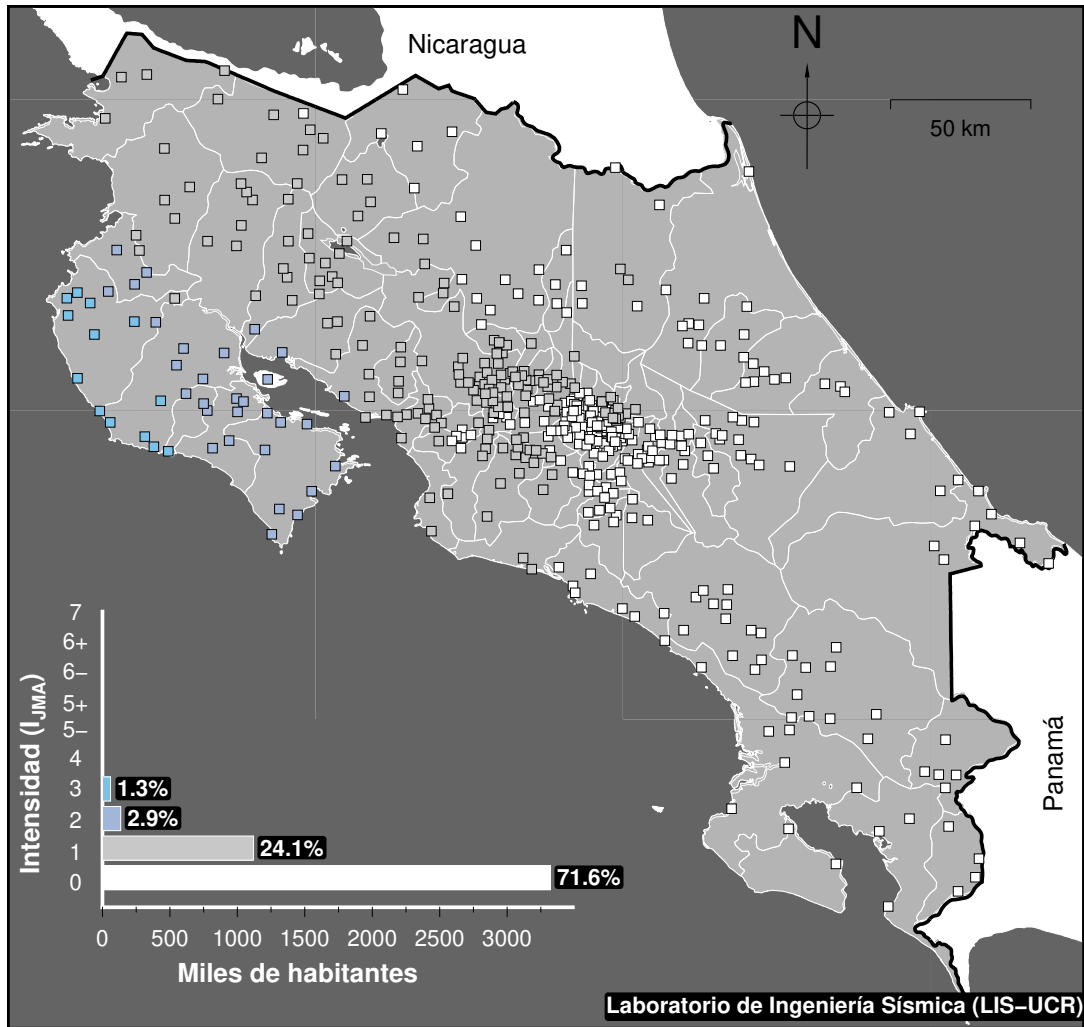 Nicaragua
N
50 km
Panamá
Intensidad (I_JMA)
7
6+
6−
5+
5−
4
3
2
1
0
1.3%
2.9%
24.1%
71.6%
0 500 1000 1500 2000 2500 3000
Miles de habitantes
Laboratorio de Ingeniería Sísmica (LIS−UCR)